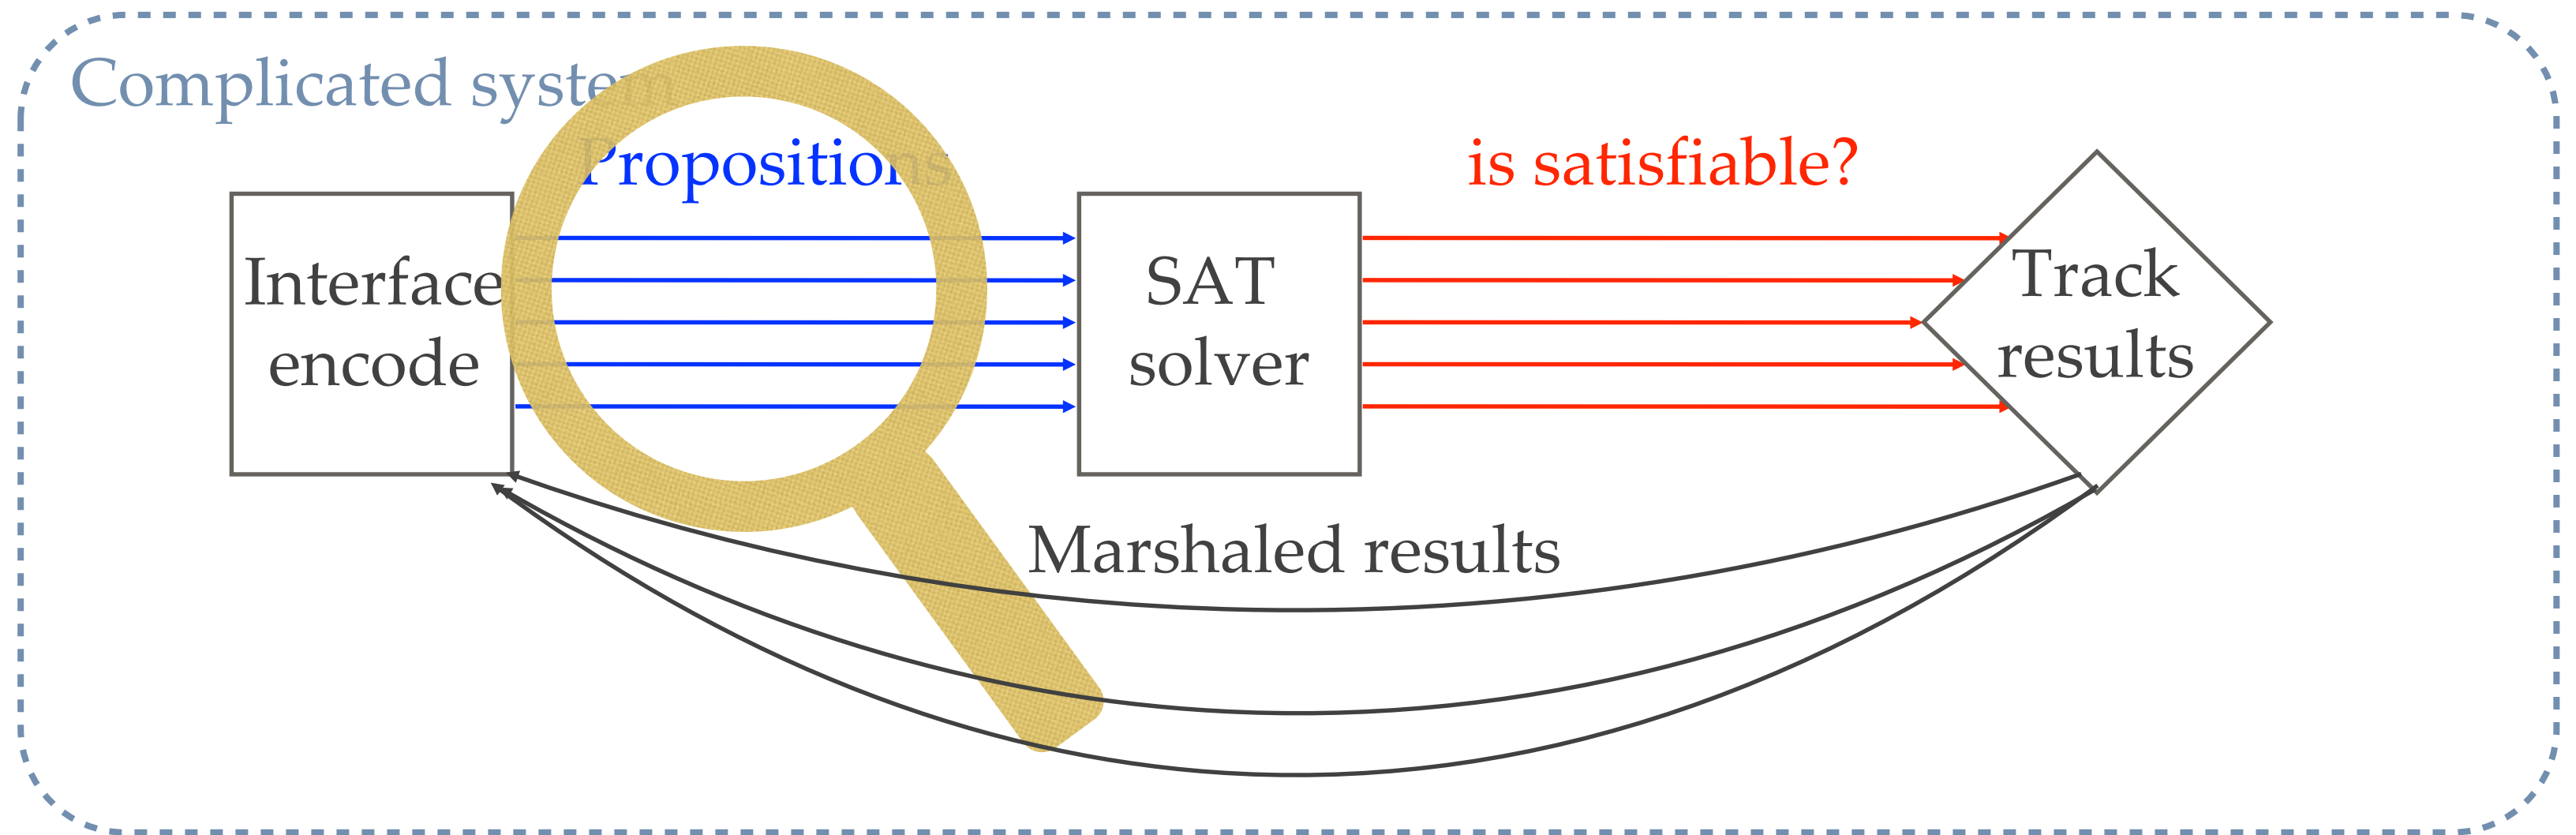 Complicated system
Propositions
is satisfiable?
Interface
encode
SAT
solver
Track
results
Marshaled results